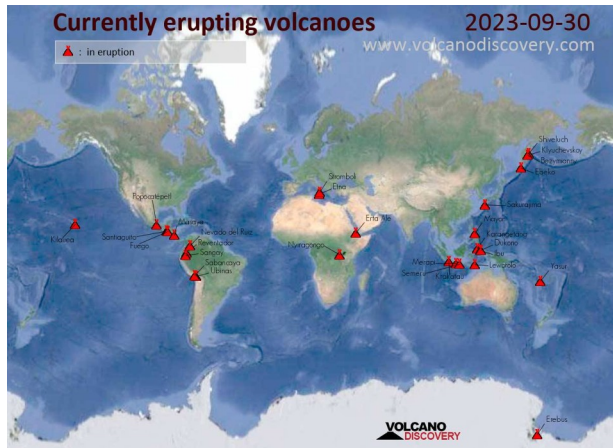 Currently erupting volcanoes
2023-09-30
www.volcanodiscovery.com
: in eruption
Shiveluch
Klyuchevskoy
Bezymianny
Ebeko
Stromboli
Etna
Popocatépetl
Sakurajima
Masaya
Mayon
Kilauea
Santiaguito
Fuego
Nevado del Ruiz
Reventador
Sangay
Erta Ale
Karangetang
Dukono
Ibu
Nyiragongo
Sabancaya
Ubinas
Merapi
Semeru
Krakatau
Lewotolo
Yasur
Erebus
VOLCANO
DISCOVERY